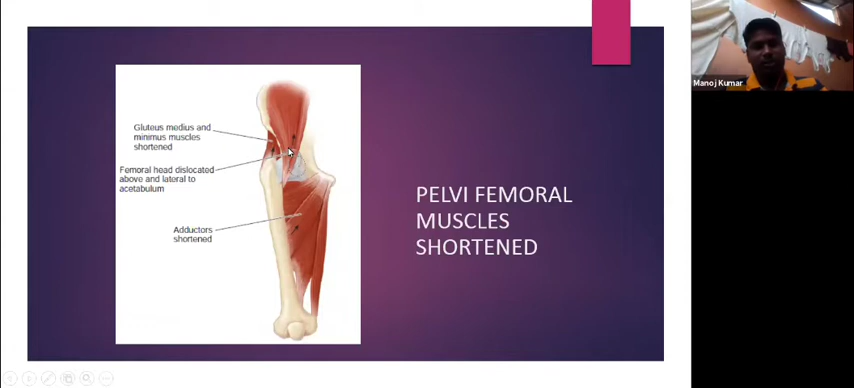 Gluteus medius and
minimus muscles
shortened
Femoral head dislocated
above and lateral to
acetabulum
Adductors
shortened
PELVI FEMORAL
MUSCLES
SHORTENED
Manoj Kumar